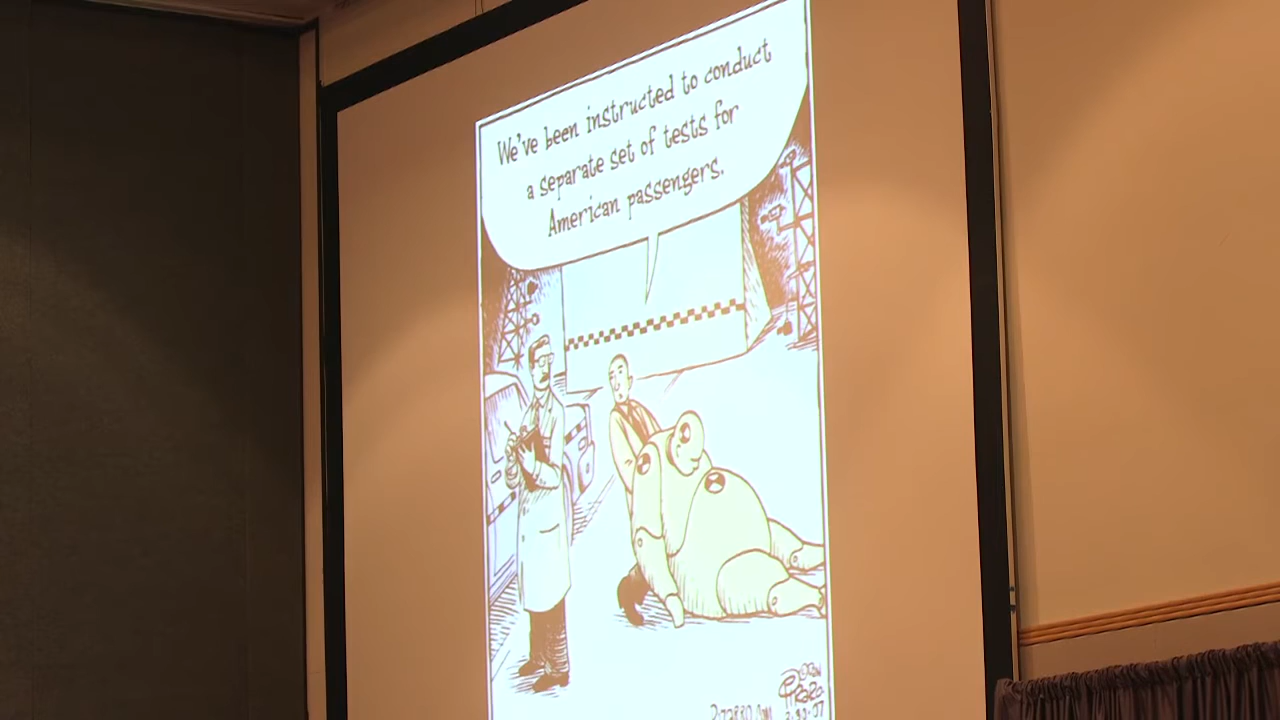 We've been instructed to conduct
a separate set of tests for
American passengers.